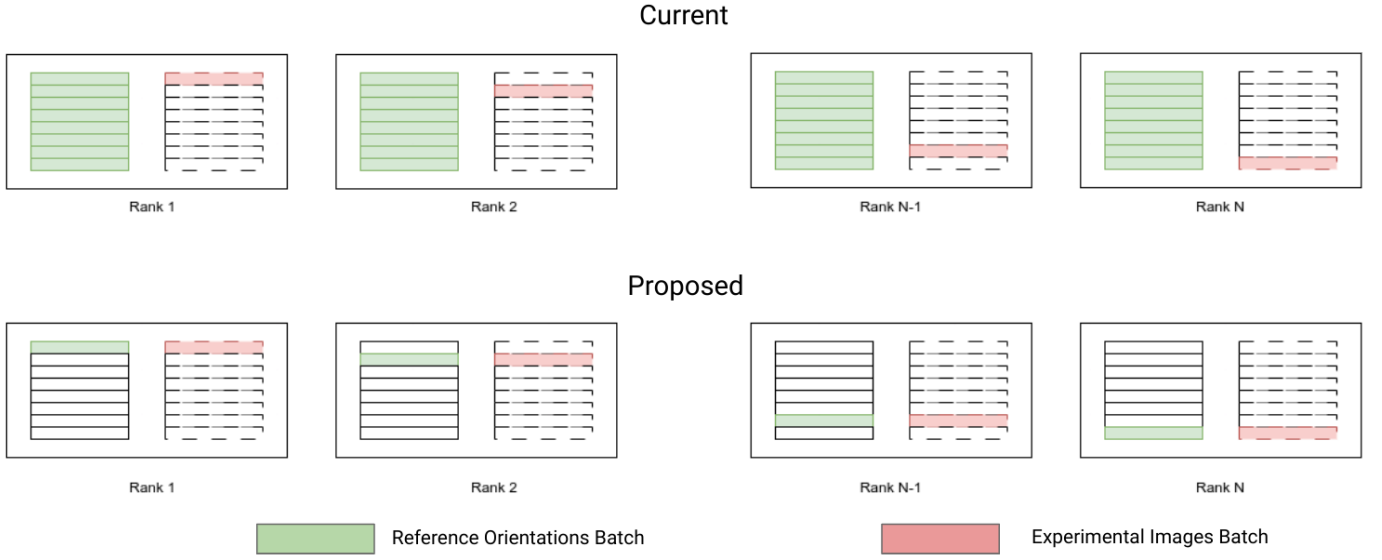 Current
Rank 1
Rank 2
Rank N-1
Rank N
Proposed
Rank 1
Rank 2
Rank N-1
Rank N
Reference Orientations Batch
Experimental Images Batch